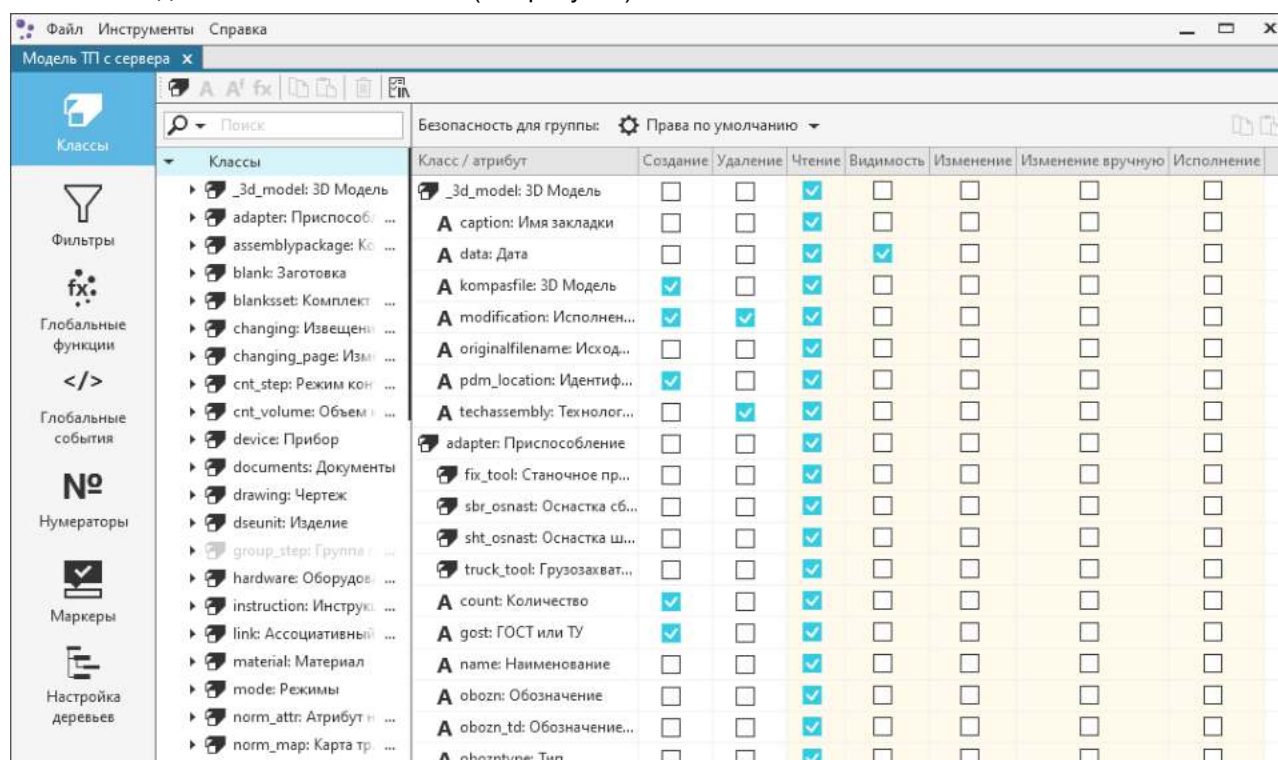 Файл Инструменты Справка
Модель ТП с сервера x
Классы
Фильтры
fx
Глобальные
функции
</>
Глобальные
события
№
Нумераторы
Маркеры
Настройка
деревьев
Поиск
Классы
_3d_model: 3D Модель
adapter: Приспособ ...
assemblypackage: Ко ...
blank: Заготовка
blanksset: Комплект ...
changing: Извещени ...
changing_page: Изм ...
cnt_step: Режим кон ...
cnt_volume: Объем ...
device: Прибор
documents: Документы
drawing: Чертеж
dseunit: Изделие
group_step: Группа ...
hardware: Оборудов ...
instruction: Инструк ...
link: Ассоциативный ...
material: Материал
mode: Режимы
norm_attr: Атрибут н ...
norm_map: Карта тр. ...
Безопасность для группы: Права по умолчанию
Класс / атрибут Создание Удаление Чтение Видимость Изменение Изменение вручную Исполнение
_3d_model: 3D Модель
A caption: Имя закладки
A data: Дата
A kompasfile: 3D Модель
A modification: Исполнен...
A originalfilename: Исход...
A pdm_location: Идентиф...
A techassembly: Технолог...
adapter: Приспособление
fix_tool: Станочное пр...
sbr_osnast: Оснастка сб...
sht_osnast: Оснастка ш...
truck_tool: Грузозахват...
A count: Количество
A gost: ГОСТ или ТУ
A name: Наименование
A obozn: Обозначение
A obozn_td: Обозначение...
A obozntype: Тип